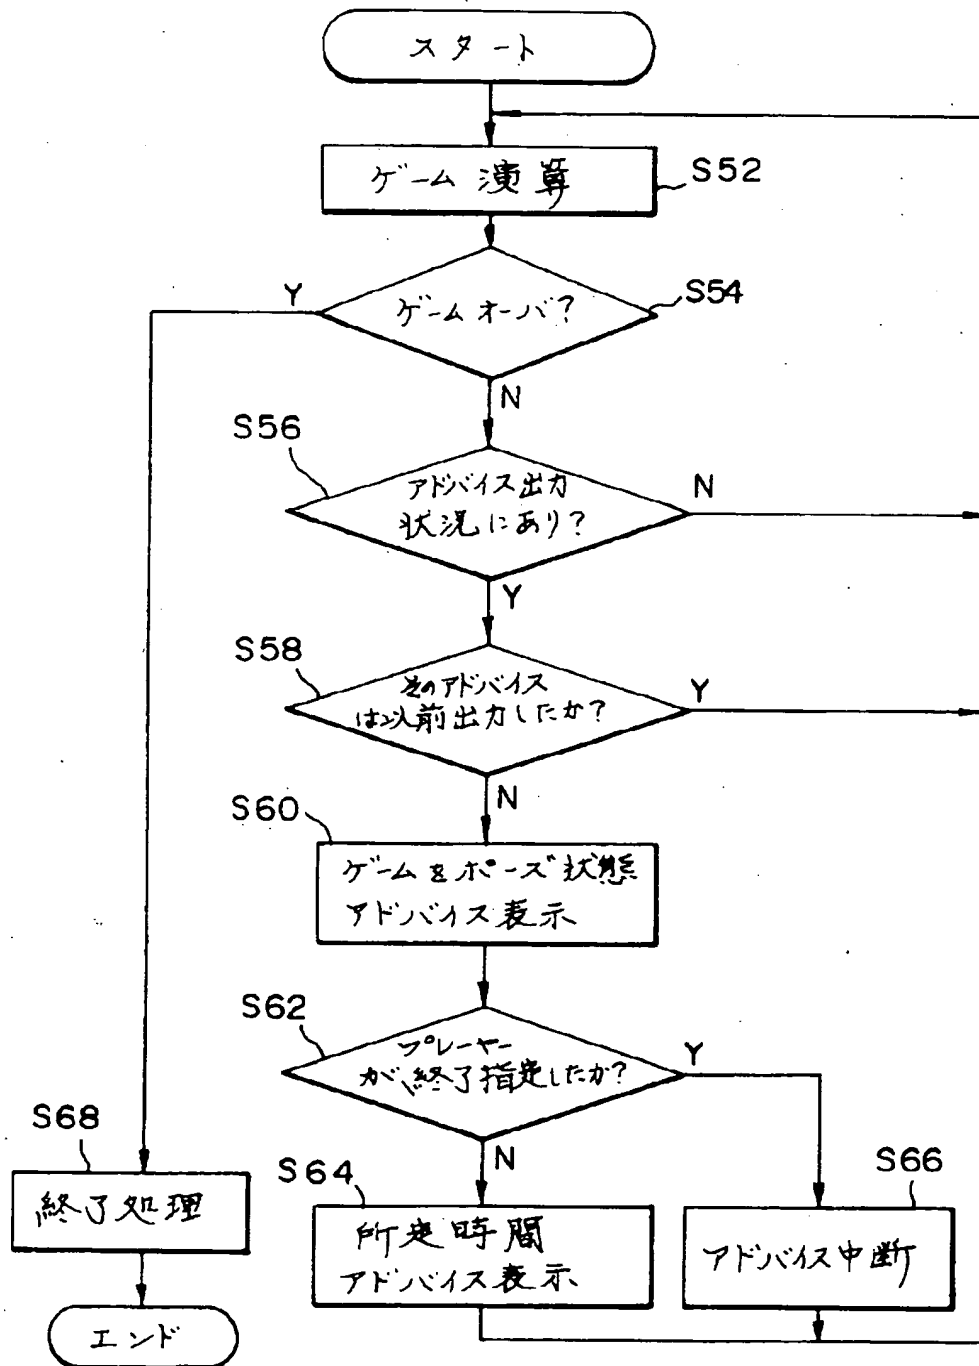 スタート
ゲーム演算
S52
Y
ゲームオーバ?
S54
N
S56
アドバイス出力
状況にあり?
N
Y
S58
そのアドバイス
は以前出力したか?
Y
N
S60
ゲームをポーズ状態
アドバイス表示
S62
プレーヤー
が終了指定したか?
Y
N
S68
終了処理
S64
所定時間
アドバイス表示
S66
アドバイス中断
エンド